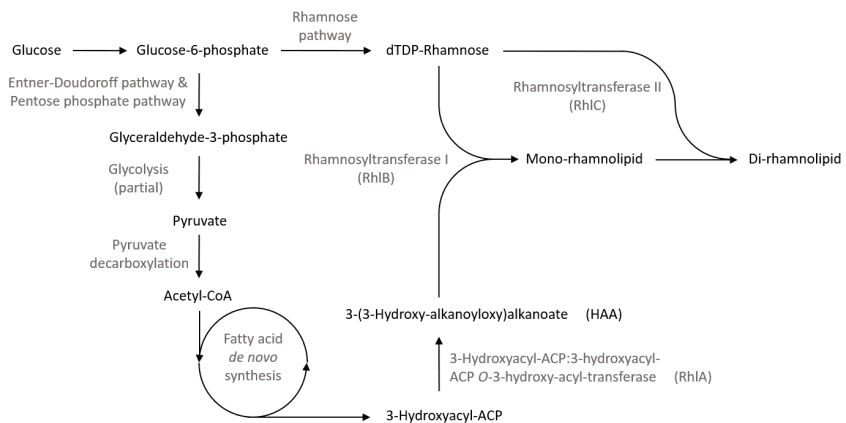 Rhamnose
pathway
Glucose
Glucose-6-phosphate
dTDP-Rhamnose
Entner-Doudoroff pathway &
Pentose phosphate pathway
Rhamnosyltransferase II
(RhlC)
Glyceraldehyde-3-phosphate
Rhamnosyltransferase I
(RhlB)
Mono-rhamnolipid
Di-rhamnolipid
Glycolysis
(partial)
Pyruvate
Pyruvate
decarboxylation
Acetyl-CoA
3-(3-Hydroxy-alkanoyloxy)alkanoate (HAA)
Fatty acid
de novo
synthesis
3-Hydroxyacyl-ACP:3-hydroxyacyl-
ACP O-3-hydroxy-acyl-transferase (RhlA)
3-Hydroxyacyl-ACP